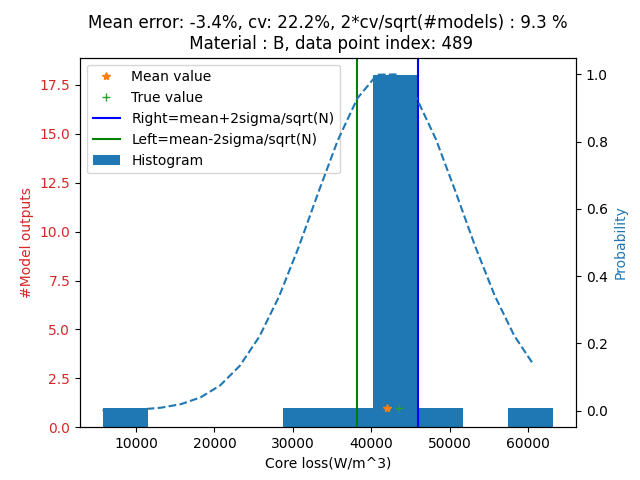 Mean error: -3.4%, cv: 22.2%, 2*cv/sqrt(#models) : 9.3 %
Material : B, data point index: 489
Mean value
True value
Right=mean+2sigma/sqrt(N)
Left=mean-2sigma/sqrt(N)
Histogram
17.5
15.0
12.5
10.0
7.5
5.0
2.5
0.0
#Model outputs
1.0
0.8
0.6
0.4
0.2
0.0
Probability
10000 20000 30000 40000 50000 60000
Core loss(W/m^3)